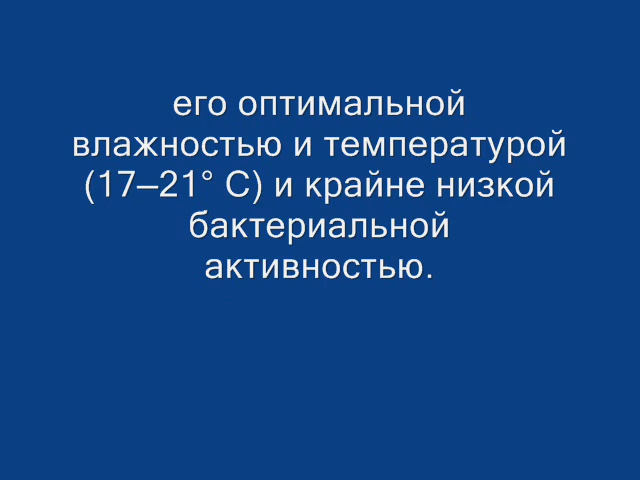 его оптимальной
влажностью и температурой
(17—21° С) и крайне низкой
бактериальной
активностью.